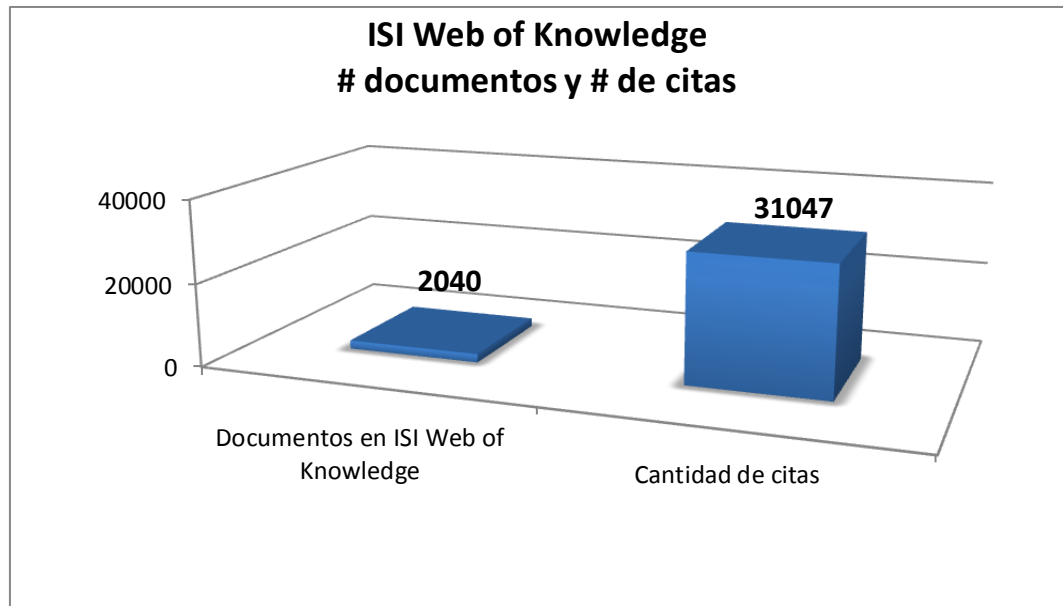 ISI Web of Knowledge
# documentos y # de citas
40000
20000
0
2040
31047
Documentos en ISI Web of
Knowledge
Cantidad de citas